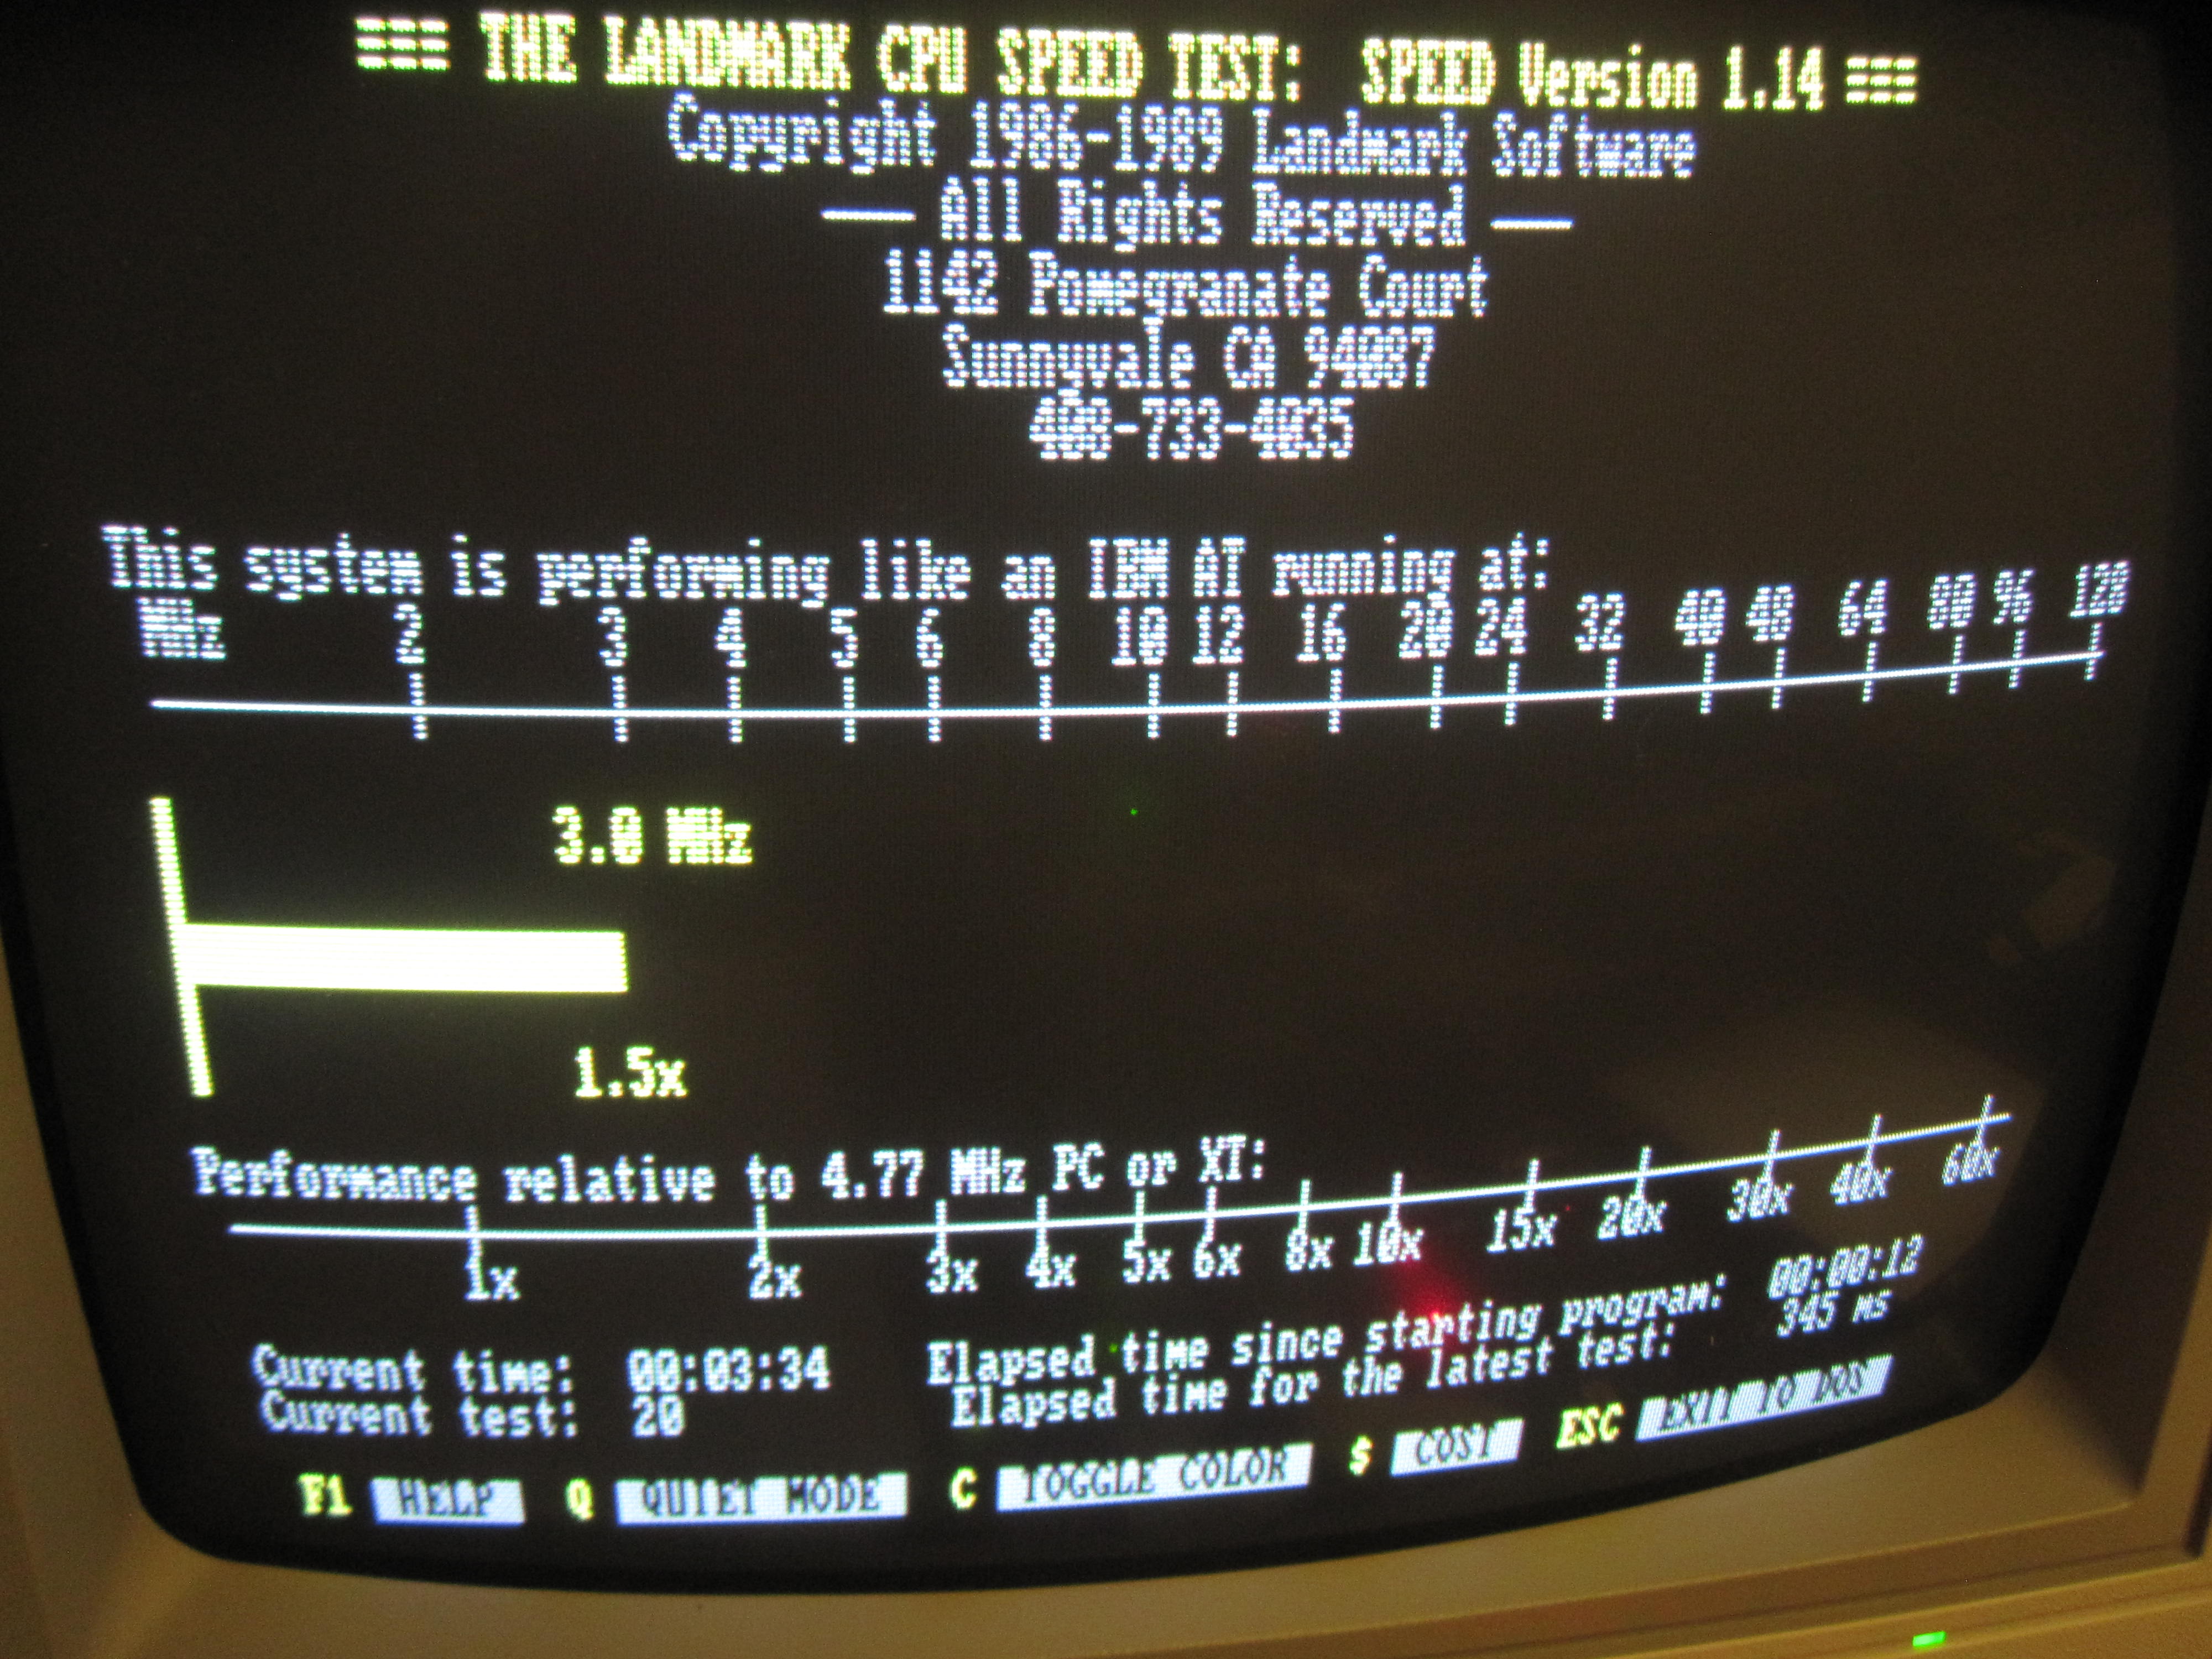 ≡≡≡ THE LANDMARK CPU SPEED TEST:  SPEED Version 1.14 ≡≡≡
Copyright 1986-1989 Landmark Software
── All Rights Reserved ──
1142 Pomegranate Court
Sunnyvale CA 94087
408-733-4035
This system is performing like an IBM AT running at:
MHz 2 3 4 5 6 8 10 12 16 20 24 32 40 48 64 80 96 128
3.0 MHz
1.5x
Performance relative to 4.77 MHz PC or XT:
1x 2x 3x 4x 5x 6x 8x 10x 15x 20x 30x 40x 60x
Current time: 00:03:34 Elapsed time since starting program: 00:00:12
Current test: 20 Elapsed time for the latest test: 345 ms
F1 HELP Q QUIET MODE C TOGGLE COLOR $ COST ESC EXIT TO DOS